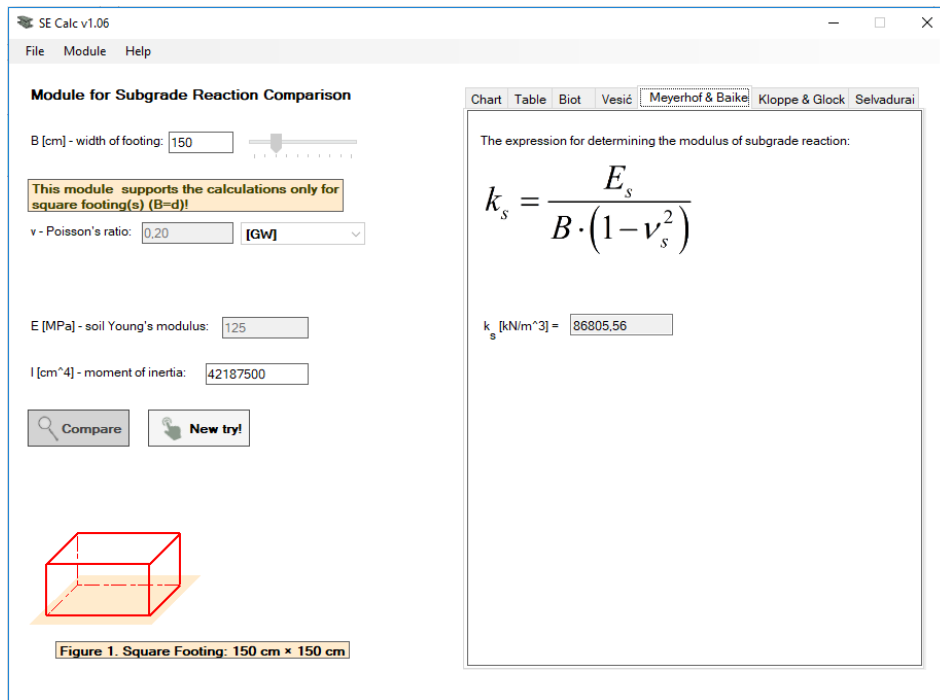 SE Calc v1.06
File Module Help
Module for Subgrade Reaction Comparison
B [cm] - width of footing: 150
This module supports the calculations only for
square footing(s) (B=d)!
ν - Poisson's ratio: 0,20 [GW]
E [MPa] - soil Young's modulus: 125
I [cm^4] - moment of inertia: 42187500
Compare New try!
Figure 1. Square Footing: 150 cm × 150 cm
Chart Table Biot Vesić Meyerhof & Baike Kloppe & Glock Selvadurai
The expression for determining the modulus of subgrade reaction:
k_s = E_s / (B · (1 − ν_s^2))
k_s [kN/m^3] = 86805,56